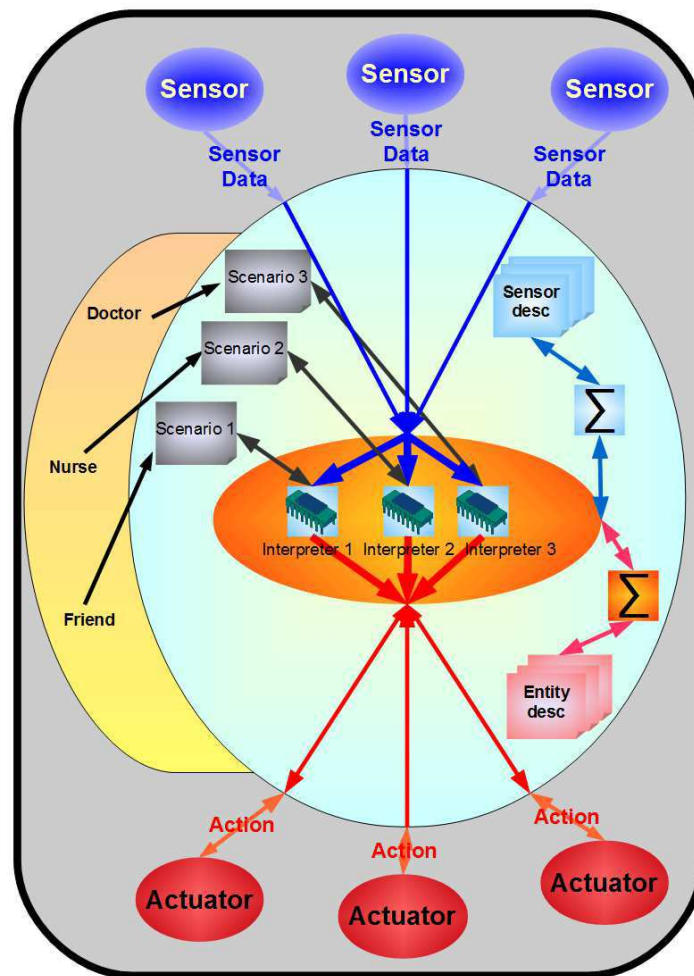 Sensor
Sensor
Sensor
Sensor
Data
Sensor
Data
Sensor
Data
Scenario 3
Sensor
desc
Doctor
Scenario 2
Σ
Scenario 1
Nurse
Interpreter 1
Interpreter 2
Interpreter 3
Σ
Friend
Entity
desc
Action
Action
Action
Actuator
Actuator
Actuator